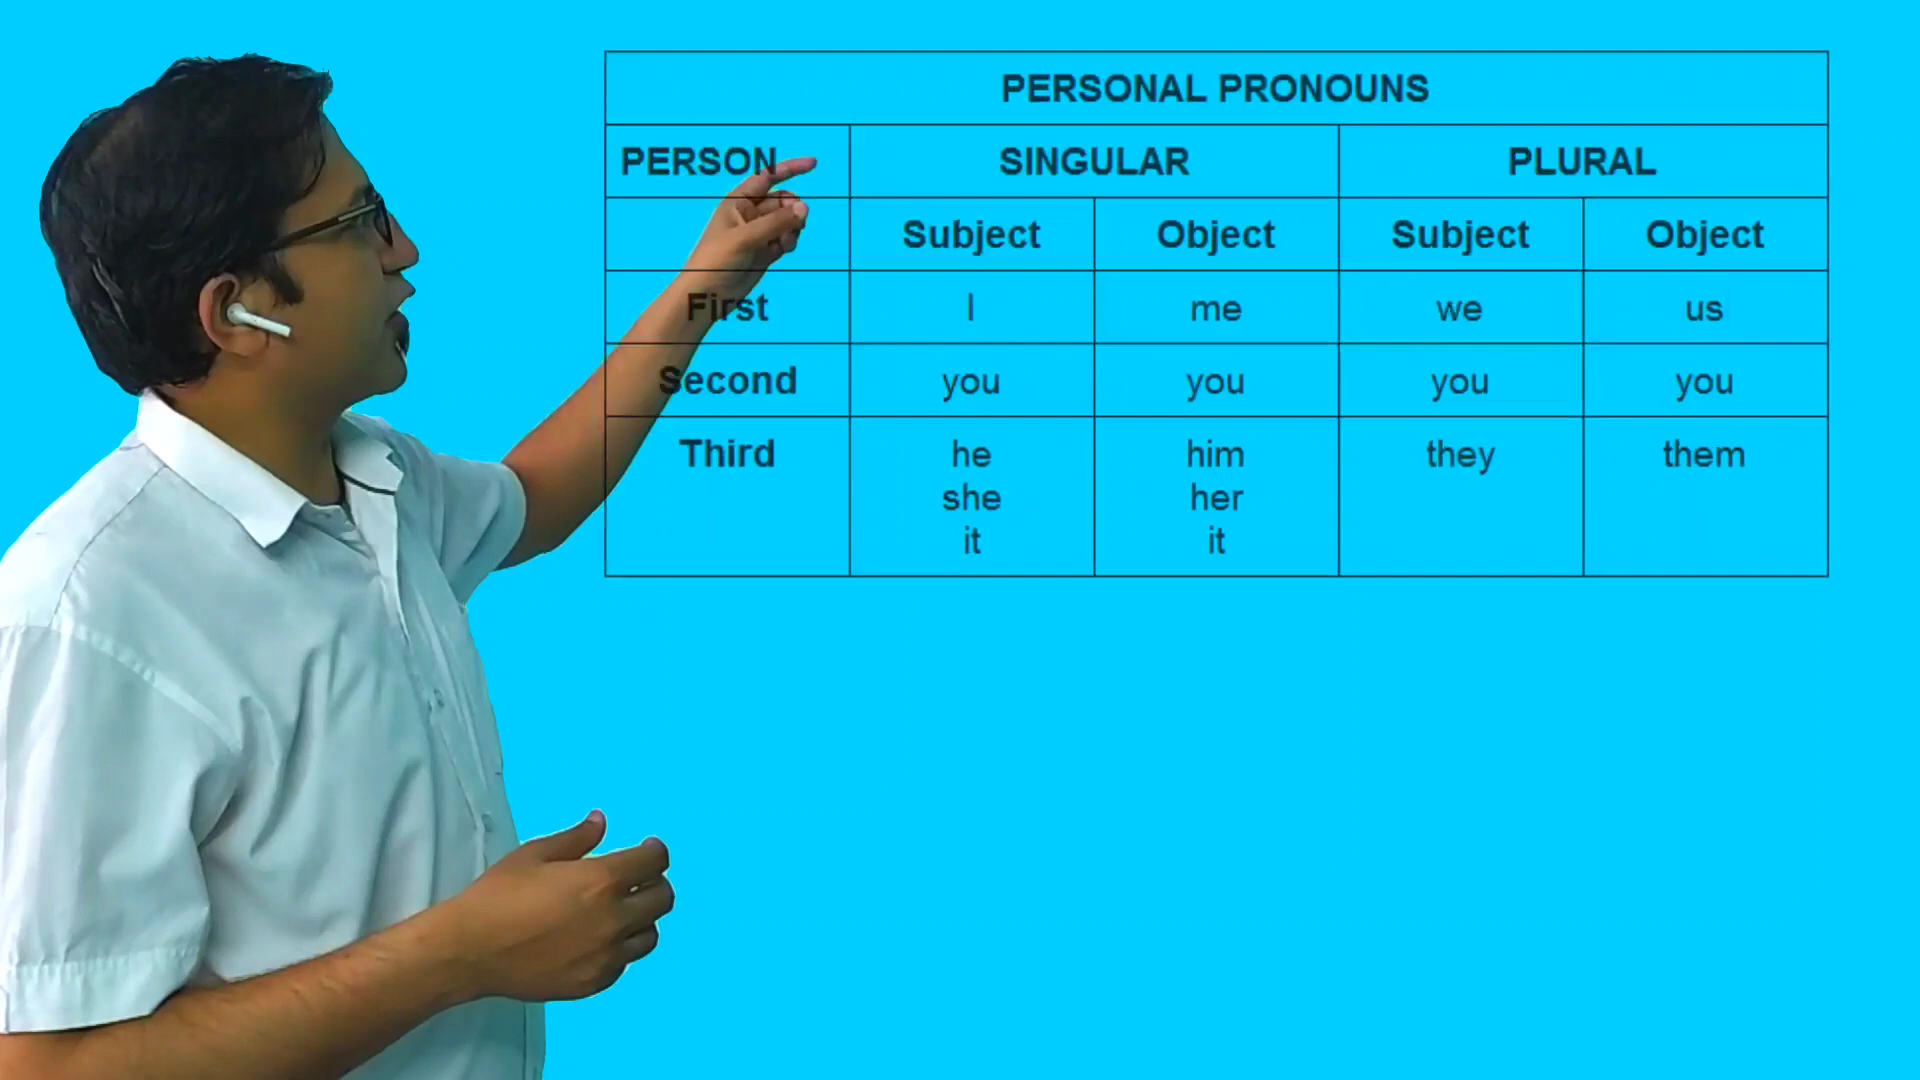 PERSONAL PRONOUNS
PERSON SINGULAR PLURAL
Subject Object Subject Object
First I me we us
Second you you you you
Third he him they them
she her
it it